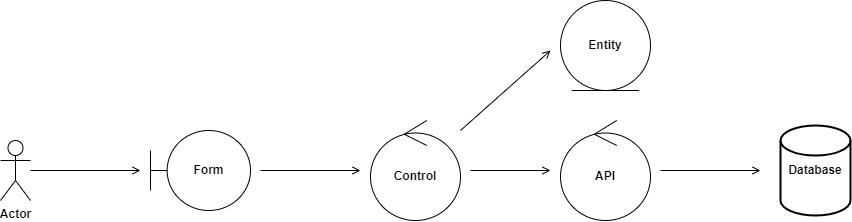 Entity
Form
Control
API
Database
Actor